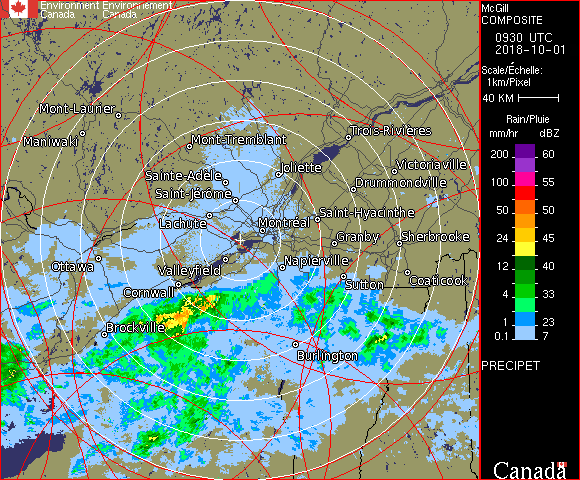 Environment Environnement
Canada Canada
McGill
COMPOSITE
0930 UTC
2018-10-01
Scale/Échelle:
1km/Pixel
40 KM
Rain/Pluie
mm/hr dBZ
200 60
100 55
50 50
24 45
12 40
4 33
1 23
0.1 7
PRECIPET
Canada
Mont-Laurier
Maniwaki
Mont-Tremblant
Trois-Rivières
Sainte-Adèle
Joliette
Victoriaville
Saint-Jérôme
Drummondville
Lachute
Montréal
Saint-Hyacinthe
Granby
Sherbrooke
Ottawa
Valleyfield
Napierville
Cornwall
Sutton
Coaticook
Brockville
Burlington